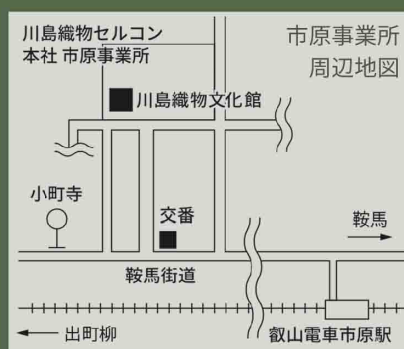 市原事業所
周辺地図
川島織物セルコン
本社 市原事業所
川島織物文化館
小町寺
交番
鞍馬
鞍馬街道
出町柳
叡山電車市原駅